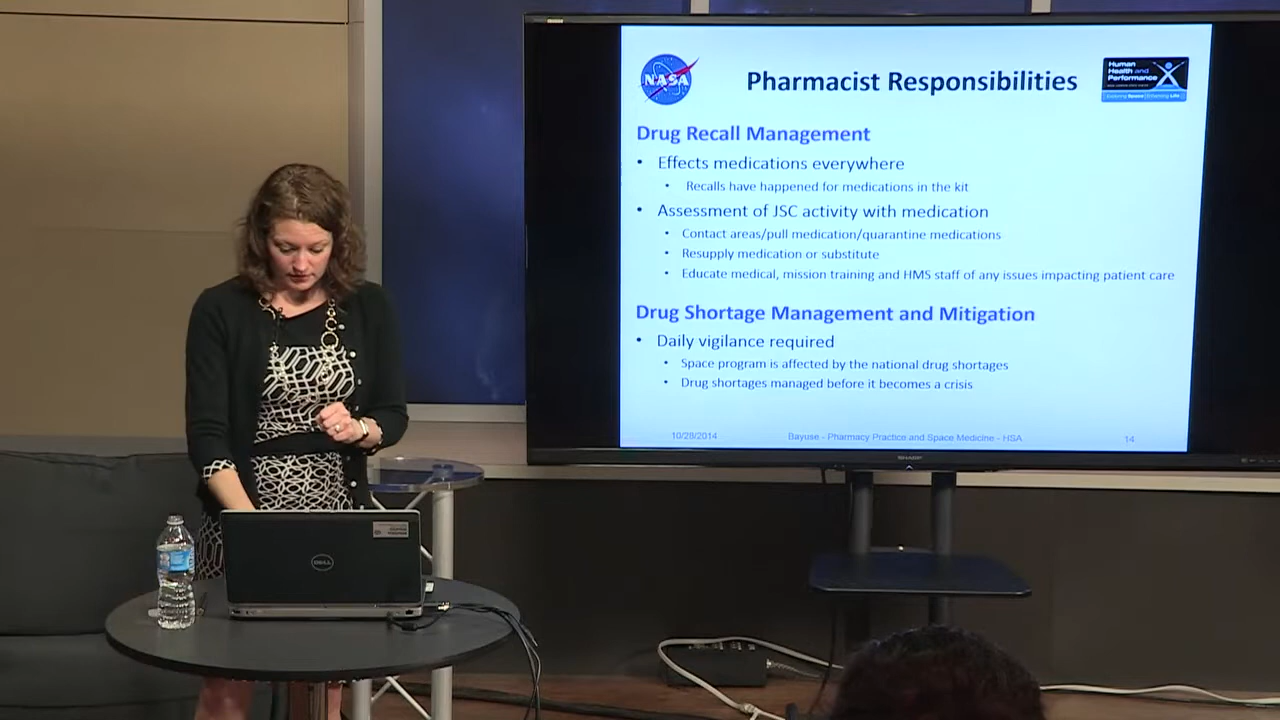 NASA
Pharmacist Responsibilities
Human
Health and
Performance
Drug Recall Management
• Effects medications everywhere
• Recalls have happened for medications in the kit
• Assessment of JSC activity with medication
• Contact areas/pull medication/quarantine medications
• Resupply medication or substitute
• Educate medical, mission training and HMS staff of any issues impacting patient care
Drug Shortage Management and Mitigation
• Daily vigilance required
• Space program is affected by the national drug shortages
• Drug shortages managed before it becomes a crisis
10/28/2014
Bayuse - Pharmacy Practice and Space Medicine - HSA
14
SHARP
DELL